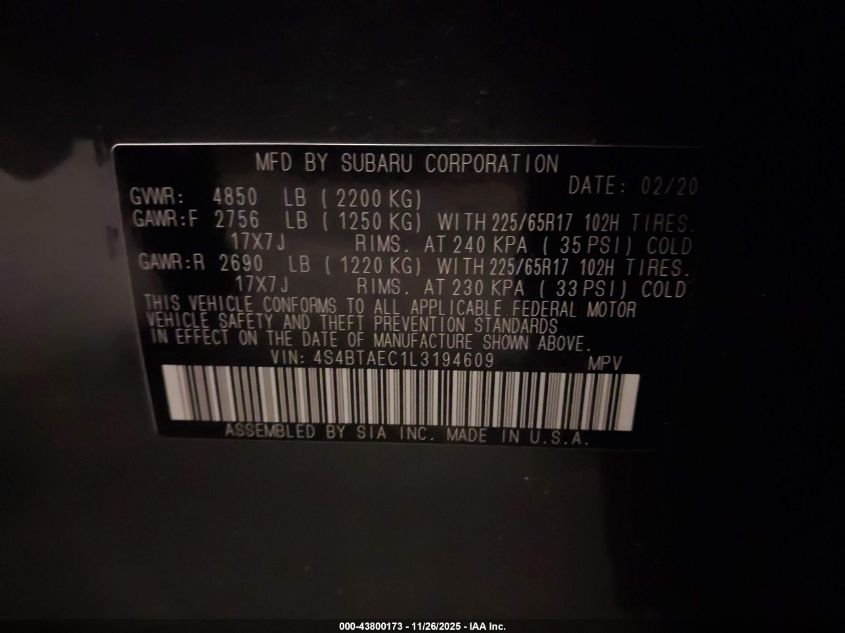 MFD BY SUBARU CORPORATION
DATE: 02/20
GVWR: 4850 LB ( 2200 KG)
GAWR:F 2756 LB ( 1250 KG) WITH 225/65R17 102H TIRES.
17X7J RIMS. AT 240 KPA ( 35 PSI) COLD
GAWR:R 2690 LB ( 1220 KG) WITH 225/65R17 102H TIRES.
17X7J RIMS. AT 230 KPA ( 33 PSI) COLD
THIS VEHICLE CONFORMS TO ALL APPLICABLE FEDERAL MOTOR
VEHICLE SAFETY AND THEFT PREVENTION STANDARDS
IN EFFECT ON THE DATE OF MANUFACTURE SHOWN ABOVE.
VIN: 4S4BTAEC1L3194609 MPV
ASSEMBLED BY SIA INC. MADE IN U.S.A.
000-43800173 - 11/26/2025 - IAA Inc.